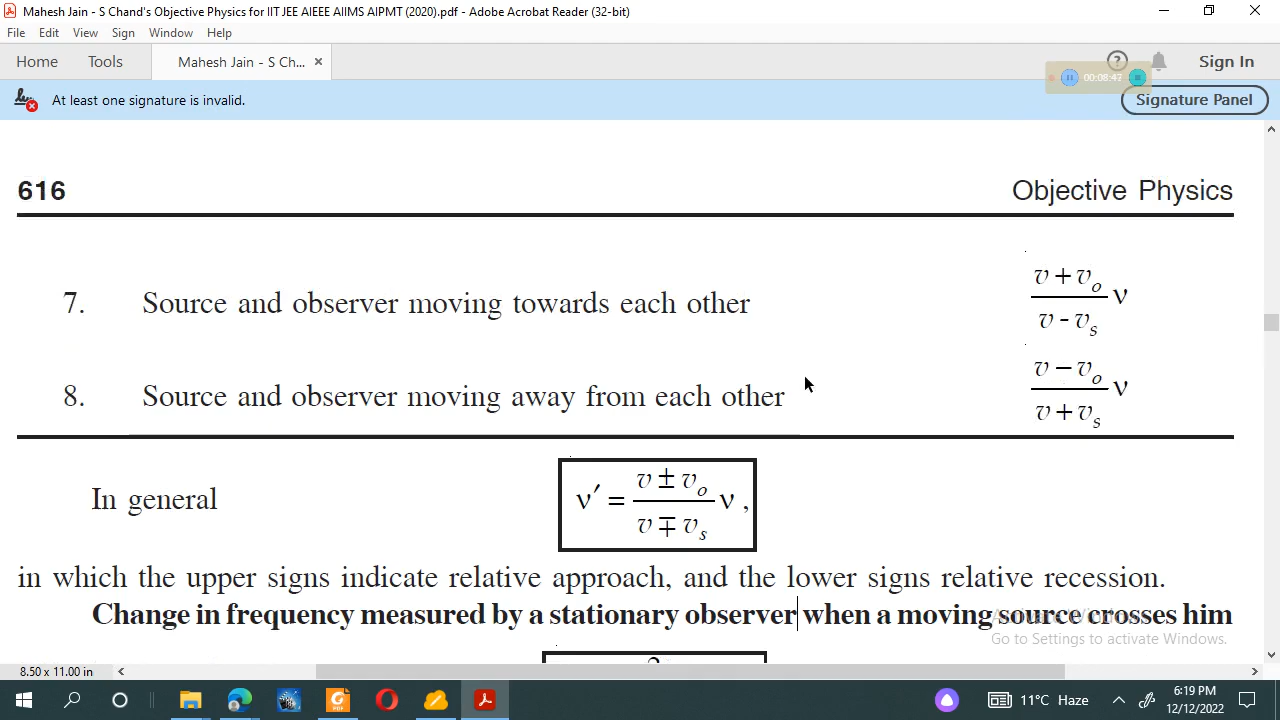 Mahesh Jain - S Chand's Objective Physics for IIT JEE AIEEE AIIMS AIPMT (2020).pdf - Adobe Acrobat Reader (32-bit)
File Edit View Sign Window Help
Home Tools Mahesh Jain - S Ch... × Sign In
00:08:47
At least one signature is invalid. Signature Panel
616 Objective Physics
7. Source and observer moving towards each other (v + v_o)/(v - v_s) ν
8. Source and observer moving away from each other (v − v_o)/(v + v_s) ν
In general ν′ = (v ± v_o)/(v ∓ v_s) ν ,
in which the upper signs indicate relative approach, and the lower signs relative recession.
Change in frequency measured by a stationary observer when a moving source crosses him
Activate Windows
Go to Settings to activate Windows.
8.50 x 11.00 in
11°C Haze 6:19 PM
12/12/2022